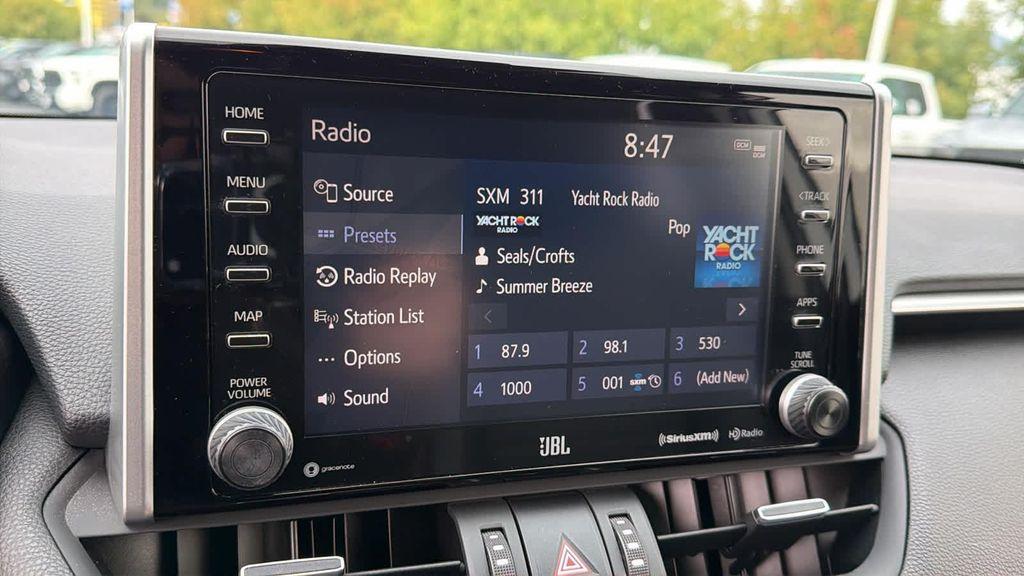 HOME
MENU
AUDIO
MAP
POWER
VOLUME
Radio
8:47
DCM
DCM
Source
Presets
Radio Replay
Station List
Options
Sound
SXM 311 Yacht Rock Radio
YACHT ROCK
RADIO
Pop
YACHT
ROCK
RADIO
Seals/Crofts
Summer Breeze
<
>
1 87.9
2 98.1
3 530
4 1000
5 001 sxm
6 (Add New)
SEEK>
<TRACK
PHONE
APPS
TUNE
SCROLL
gracenote
JBL
((SiriusXM))
HD Radio